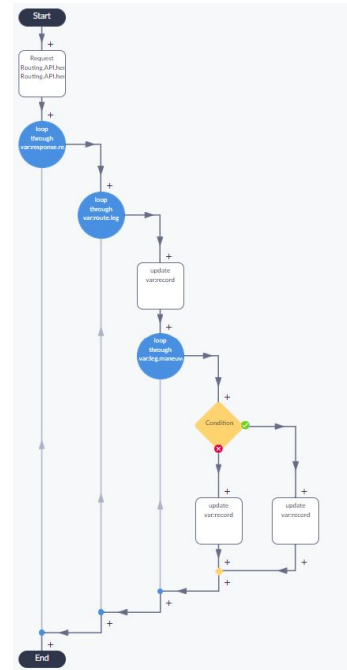 Start
+
Request
Routing.API.her
Routing.API.her
+
loop
through
var:response.re
+
loop
through
var:route.leg
+
update
var:record
+
loop
through
var:leg.maneuv
+
Condition
+
+
update
var:record
update
var:record
+
+
+
+
+
+
End